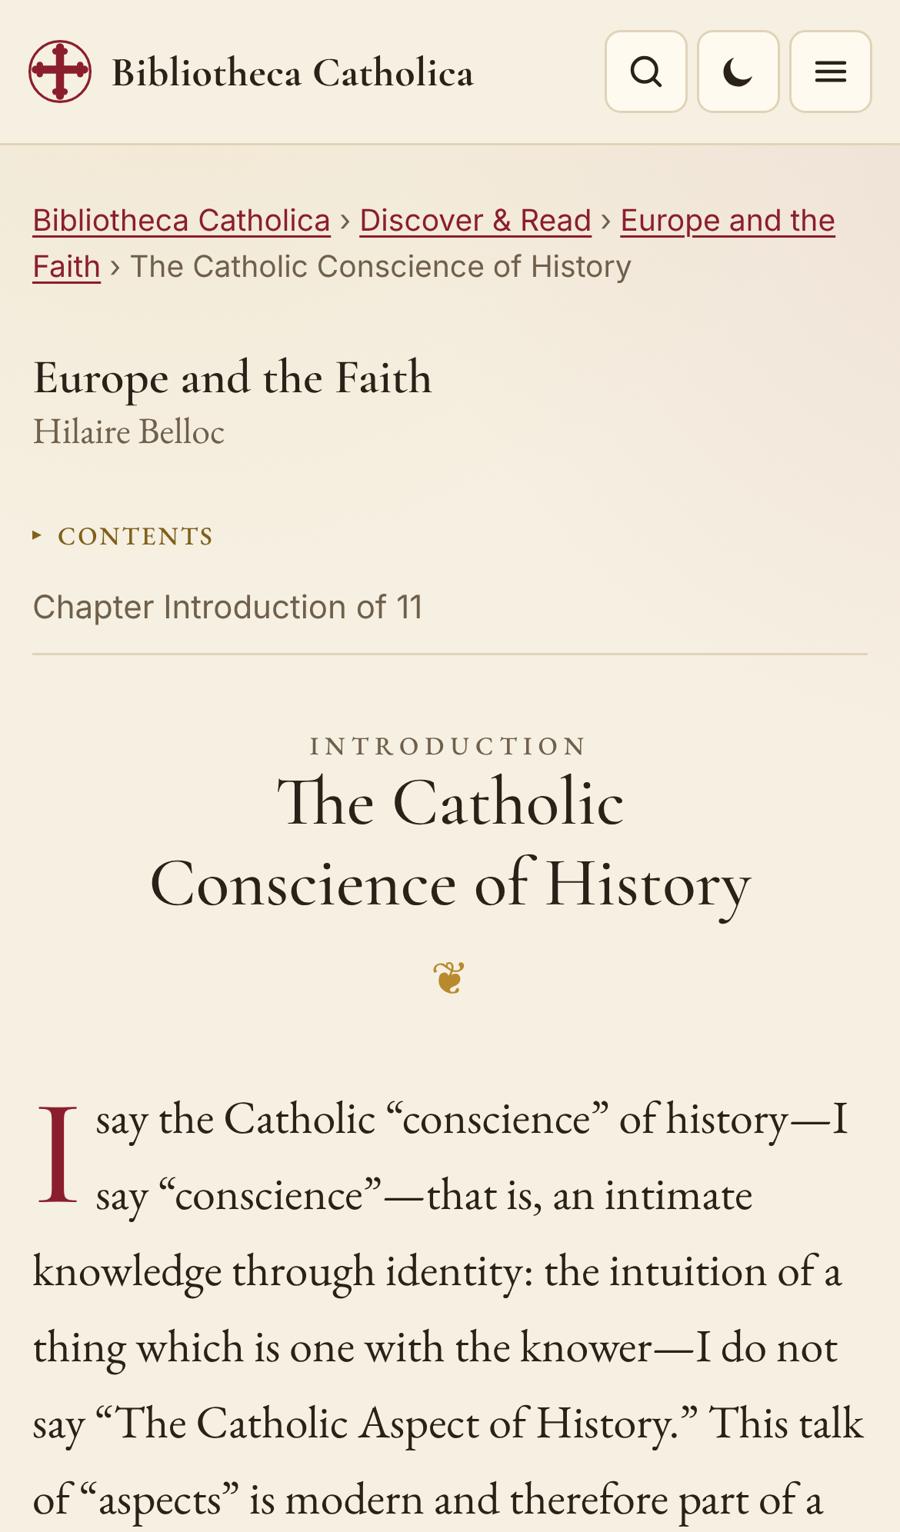 Bibliotheca Catholica
Bibliotheca Catholica › Discover & Read › Europe and the
Faith › The Catholic Conscience of History
Europe and the Faith
Hilaire Belloc
▸ CONTENTS
Chapter Introduction of 11
INTRODUCTION
The Catholic
Conscience of History
❦
I say the Catholic “conscience” of history—I
say “conscience”—that is, an intimate
knowledge through identity: the intuition of a
thing which is one with the knower—I do not
say “The Catholic Aspect of History.” This talk
of “aspects” is modern and therefore part of a